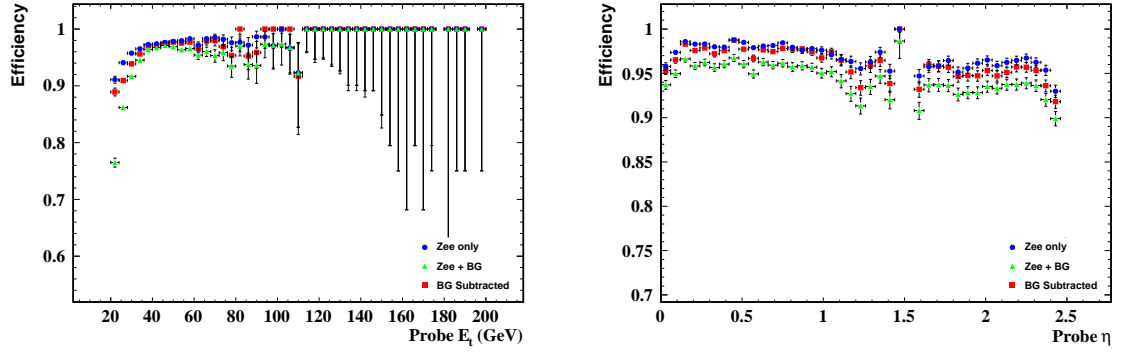 Efficiency
1
0.9
0.8
0.7
0.6
Zee only
Zee + BG
BG Subtracted
20 40 60 80 100 120 140 160 180 200
Probe E_t (GeV)
Efficiency
1
0.95
0.9
0.85
0.8
0.75
0.7
Zee only
Zee + BG
BG Subtracted
0 0.5 1 1.5 2 2.5
Probe η